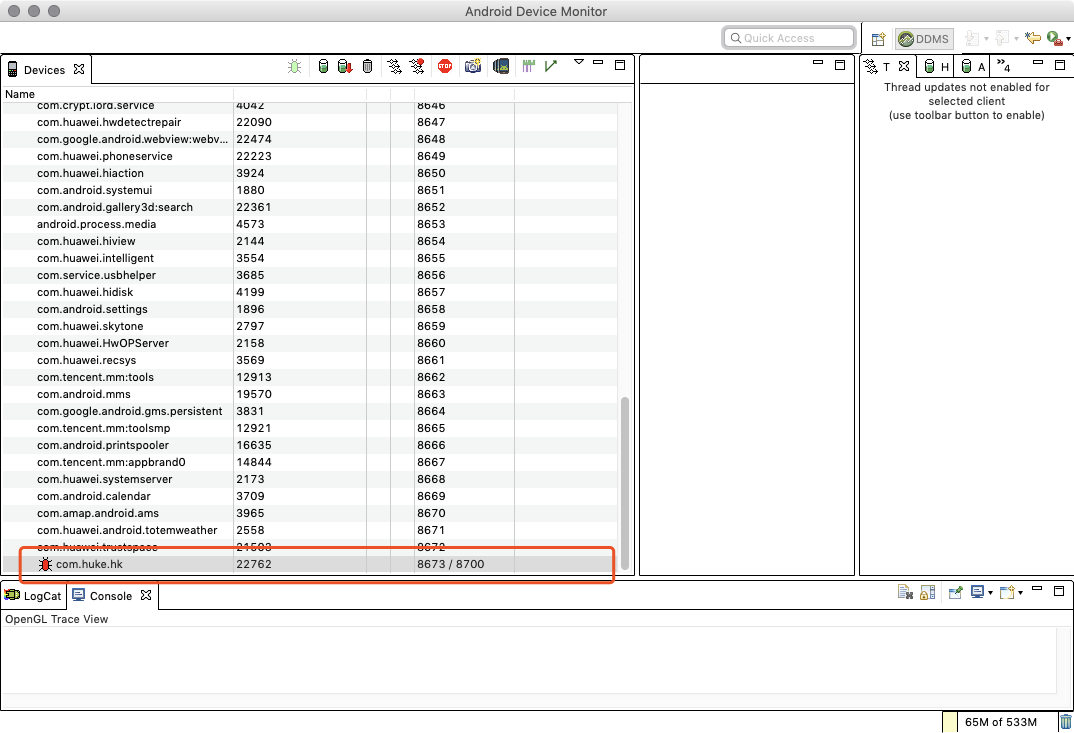 Android Device Monitor
Quick Access
DDMS
Devices
T
H
A
4
Name
com.crypt.lord.service 4042 8646
com.huawei.hwdetectrepair 22090 8647
com.google.android.webview:webv... 22474 8648
com.huawei.phoneservice 22223 8649
com.huawei.hiaction 3924 8650
com.android.systemui 1880 8651
com.android.gallery3d:search 22361 8652
android.process.media 4573 8653
com.huawei.hiview 2144 8654
com.huawei.intelligent 3554 8655
com.service.usbhelper 3685 8656
com.huawei.hidisk 4199 8657
com.android.settings 1896 8658
com.huawei.skytone 2797 8659
com.huawei.HwOPServer 2158 8660
com.huawei.recsys 3569 8661
com.tencent.mm:tools 12913 8662
com.android.mms 19570 8663
com.google.android.gms.persistent 3831 8664
com.tencent.mm:toolsmp 12921 8665
com.android.printspooler 16635 8666
com.tencent.mm:appbrand0 14844 8667
com.huawei.systemserver 2173 8668
com.android.calendar 3709 8669
com.amap.android.ams 3965 8670
com.huawei.android.totemweather 2558 8671
com.huawei.trustspace 21503 8672
com.huke.hk 22762 8673 / 8700
Thread updates not enabled for
selected client
(use toolbar button to enable)
LogCat
Console
OpenGL Trace View
65M of 533M